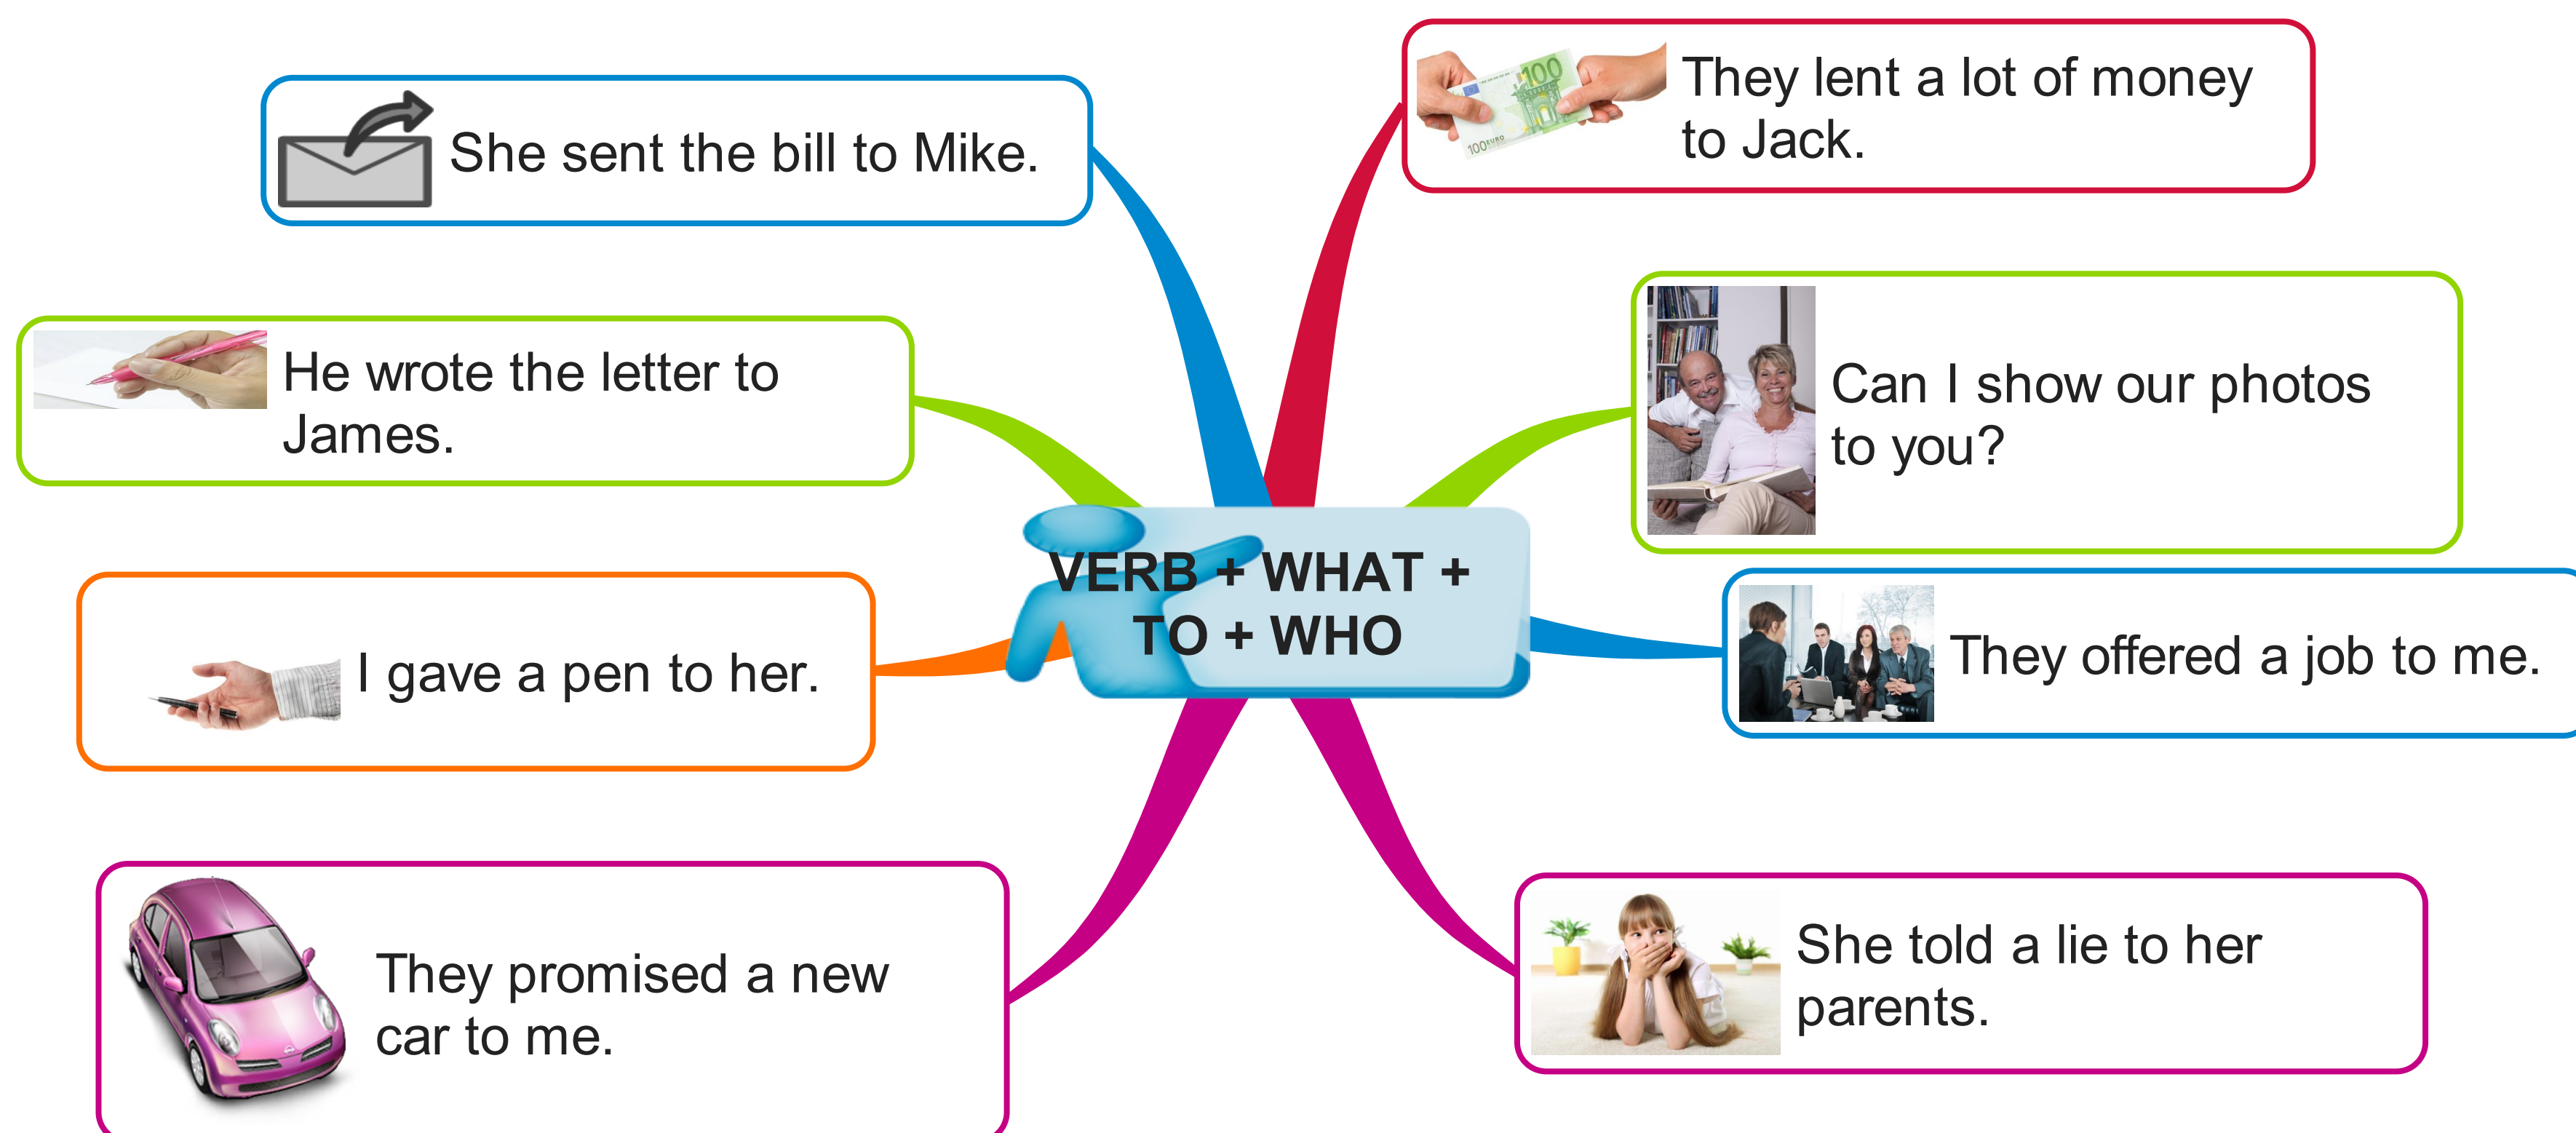 She sent the bill to Mike.
They lent a lot of money
to Jack.
100
100EURO
He wrote the letter to
James.
Can I show our photos
to you?
VERB + WHAT +
TO + WHO
I gave a pen to her.
They offered a job to me.
They promised a new
car to me.
She told a lie to her
parents.